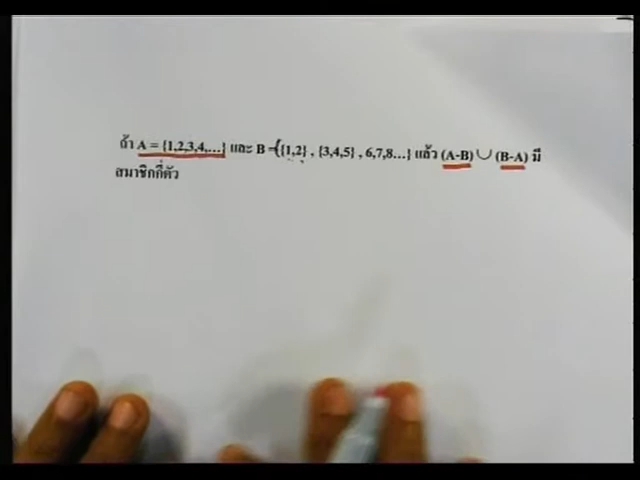 ถ้า A = {1,2,3,4,...} และ B ={{1,2} , {3,4,5} , 6,7,8...} แล้ว (A-B) ∪ (B-A) มี
สมาชิกกี่ตัว